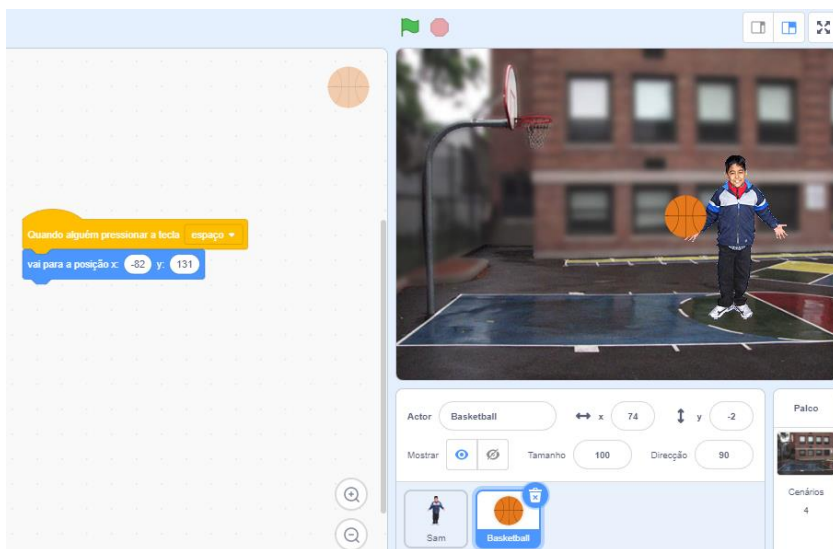 Quando alguém pressionar a tecla espaço
vai para a posição x: -82 y: 131
Actor Basketball x 74 y -2
Mostrar Tamanho 100 Direcção 90
Sam
Basketball
Palco
Cenários
4